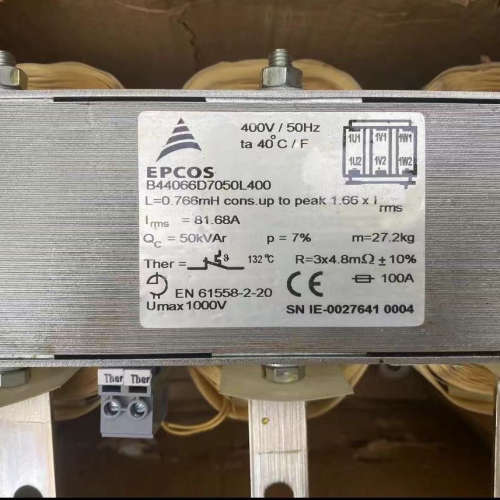 400V / 50Hz
ta 40°C / F
1U1 1V1 1W1
1U2 1V2 1W2
EPCOS
B44066D7050L400
L=0.766mH cons.up to peak 1.66 x Irms
Irms = 81.68A
QC = 50kVAr p = 7% m=27.2kg
Ther = ϑ 132 °C R=3x4.8mΩ ± 10%
100A
EN 61558-2-20 CE
Umax 1000V SN IE-0027641 0004
Ther Ther